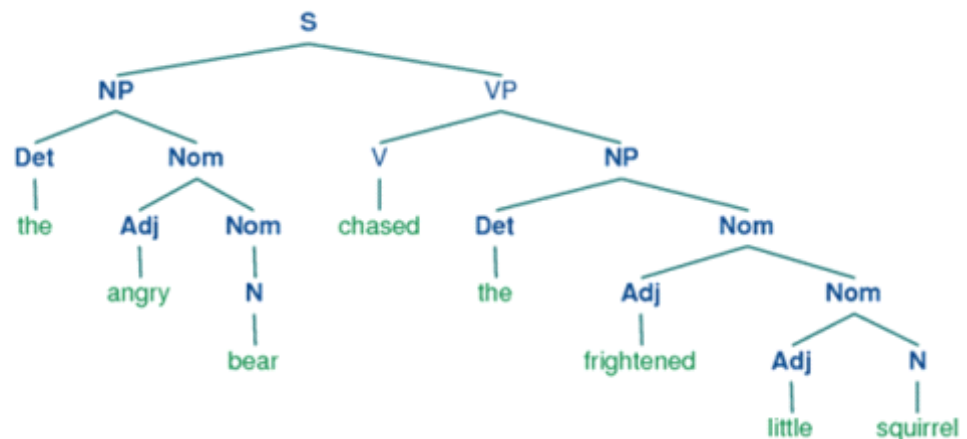 S
NP VP
Det Nom V NP
the Adj Nom chased Det Nom
angry N the Adj Nom
bear frightened Adj N
little squirrel